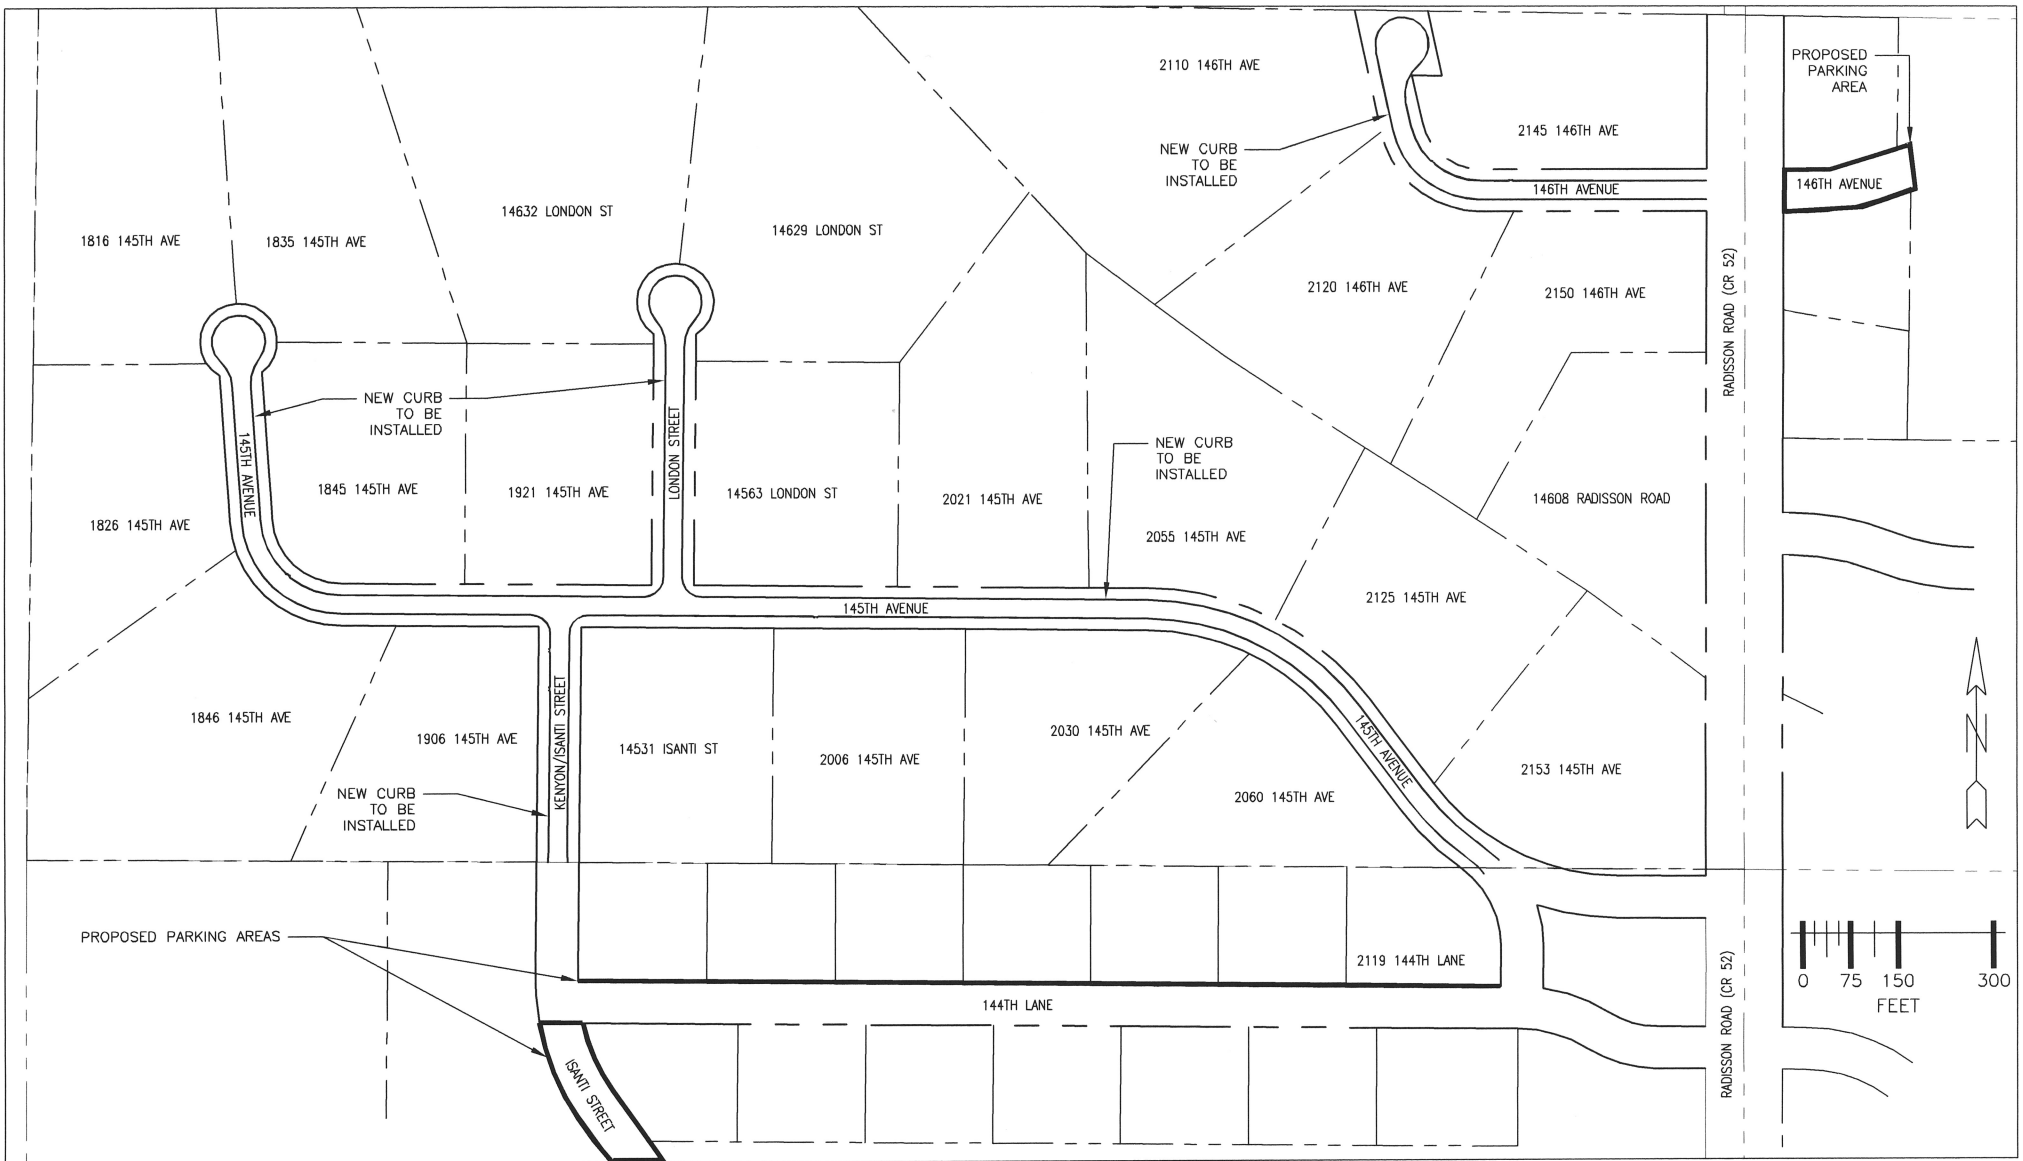 2110 146TH AVE
PROPOSED
PARKING
AREA
2145 146TH AVE
NEW CURB
TO BE
INSTALLED
146TH AVENUE
146TH AVENUE
14632 LONDON ST
14629 LONDON ST
1816 145TH AVE
1835 145TH AVE
2120 146TH AVE
2150 146TH AVE
RADISSON ROAD (CR 52)
NEW CURB
TO BE
INSTALLED
145TH AVENUE
LONDON STREET
NEW CURB
TO BE
INSTALLED
1845 145TH AVE
1921 145TH AVE
14563 LONDON ST
2021 145TH AVE
14608 RADISSON ROAD
1826 145TH AVE
2055 145TH AVE
2125 145TH AVE
145TH AVENUE
1846 145TH AVE
1906 145TH AVE
KENYON/ISANTI STREET
14531 ISANTI ST
2006 145TH AVE
2030 145TH AVE
145TH AVENUE
2153 145TH AVE
2060 145TH AVE
NEW CURB
TO BE
INSTALLED
N
PROPOSED PARKING AREAS
2119 144TH LANE
144TH LANE
RADISSON ROAD (CR 52)
0 75 150 300
FEET
ISANTI STREET